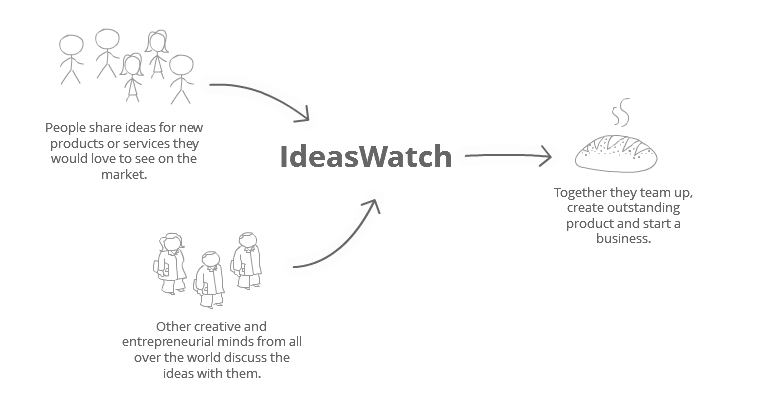 People share ideas for new
products or services they
would love to see on the
market.
IdeasWatch
Together they team up,
create outstanding
product and start a
business.
Other creative and
entrepreneurial minds from all
over the world discuss the
ideas with them.